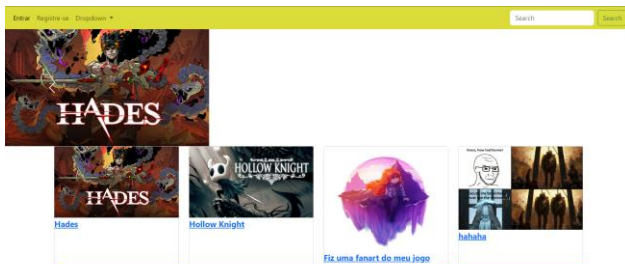 Entrar Registre-se Dropdown Search Search
HADES
HADES
HOLLOW KNIGHT
Hades
Hollow Knight
hahaha
Fiz uma fanart do meu jogo